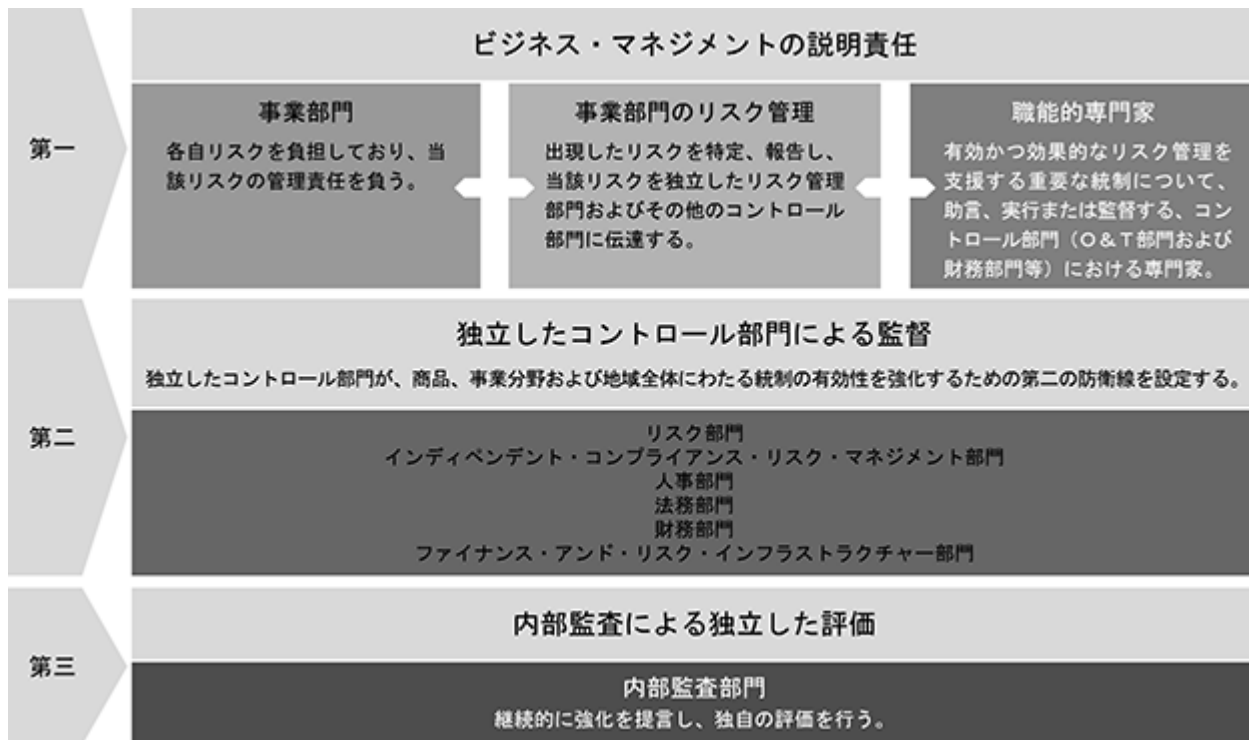 ビジネス・マネジメントの説明責任
第一
事業部門
各自リスクを負担しており、当
該リスクの管理責任を負う。
事業部門のリスク管理
出現したリスクを特定、報告し、
当該リスクを独立したリスク管理
部門およびその他のコントロール
部門に伝達する。
職能的専門家
有効かつ効果的なリスク管理を
支援する重要な統制について、
助言、実行または監督する、コン
トロール部門（O＆T部門および
財務部門等）における専門家。
第二
独立したコントロール部門による監督
独立したコントロール部門が、商品、事業分野および地域全体にわたる統制の有効性を強化するための第二の防衛線を設定する。
リスク部門
インディペンデント・コンプライアンス・リスク・マネジメント部門
人事部門
法務部門
財務部門
ファイナンス・アンド・リスク・インフラストラクチャー部門
第三
内部監査による独立した評価
内部監査部門
継続的に強化を提言し、独自の評価を行う。